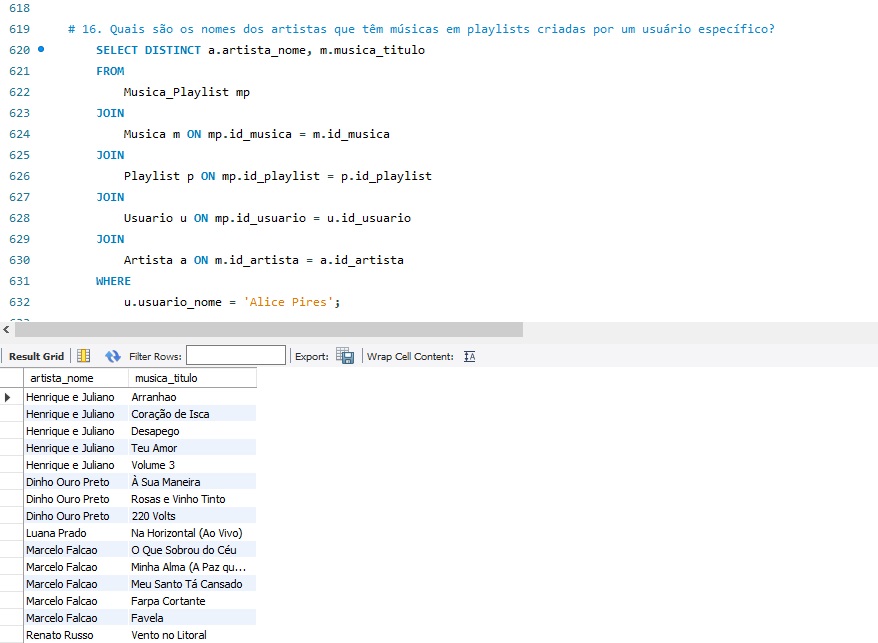 618
619 # 16. Quais são os nomes dos artistas que têm músicas em playlists criadas por um usuário específico?
620 SELECT DISTINCT a.artista_nome, m.musica_titulo
621 FROM
622 Musica_Playlist mp
623 JOIN
624 Musica m ON mp.id_musica = m.id_musica
625 JOIN
626 Playlist p ON mp.id_playlist = p.id_playlist
627 JOIN
628 Usuario u ON mp.id_usuario = u.id_usuario
629 JOIN
630 Artista a ON m.id_artista = a.id_artista
631 WHERE
632 u.usuario_nome = 'Alice Pires';
Result Grid Filter Rows: Export: Wrap Cell Content:
artista_nome musica_titulo
Henrique e Juliano Arranhao
Henrique e Juliano Coração de Isca
Henrique e Juliano Desapego
Henrique e Juliano Teu Amor
Henrique e Juliano Volume 3
Dinho Ouro Preto À Sua Maneira
Dinho Ouro Preto Rosas e Vinho Tinto
Dinho Ouro Preto 220 Volts
Luana Prado Na Horizontal (Ao Vivo)
Marcelo Falcao O Que Sobrou do Céu
Marcelo Falcao Minha Alma (A Paz qu...
Marcelo Falcao Meu Santo Tá Cansado
Marcelo Falcao Farpa Cortante
Marcelo Falcao Favela
Renato Russo Vento no Litoral